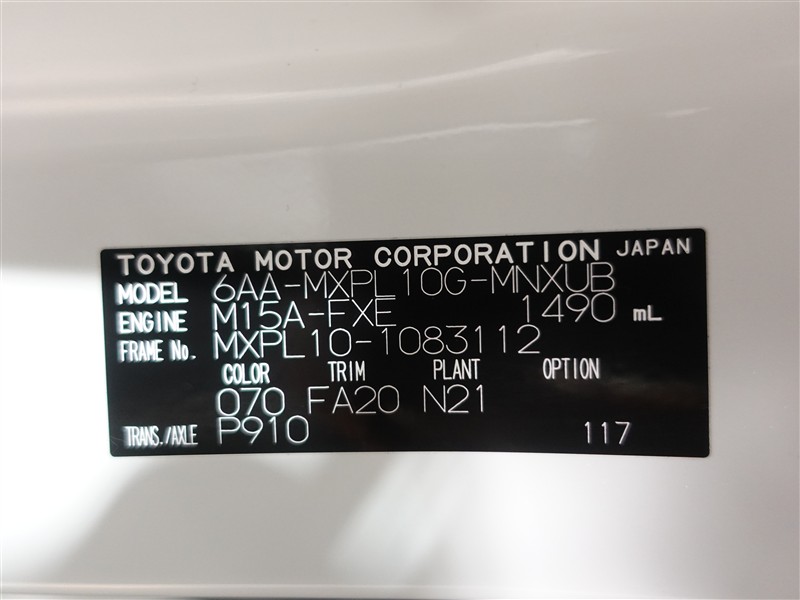 TOYOTA MOTOR CORPORATION JAPAN
MODEL 6AA-MXPL10G-MNXUB
ENGINE M15A-FXE 1490 mL
FRAME No. MXPL10-1083112
COLOR TRIM PLANT OPTION
070 FA20 N21
TRANS./AXLE P910 117